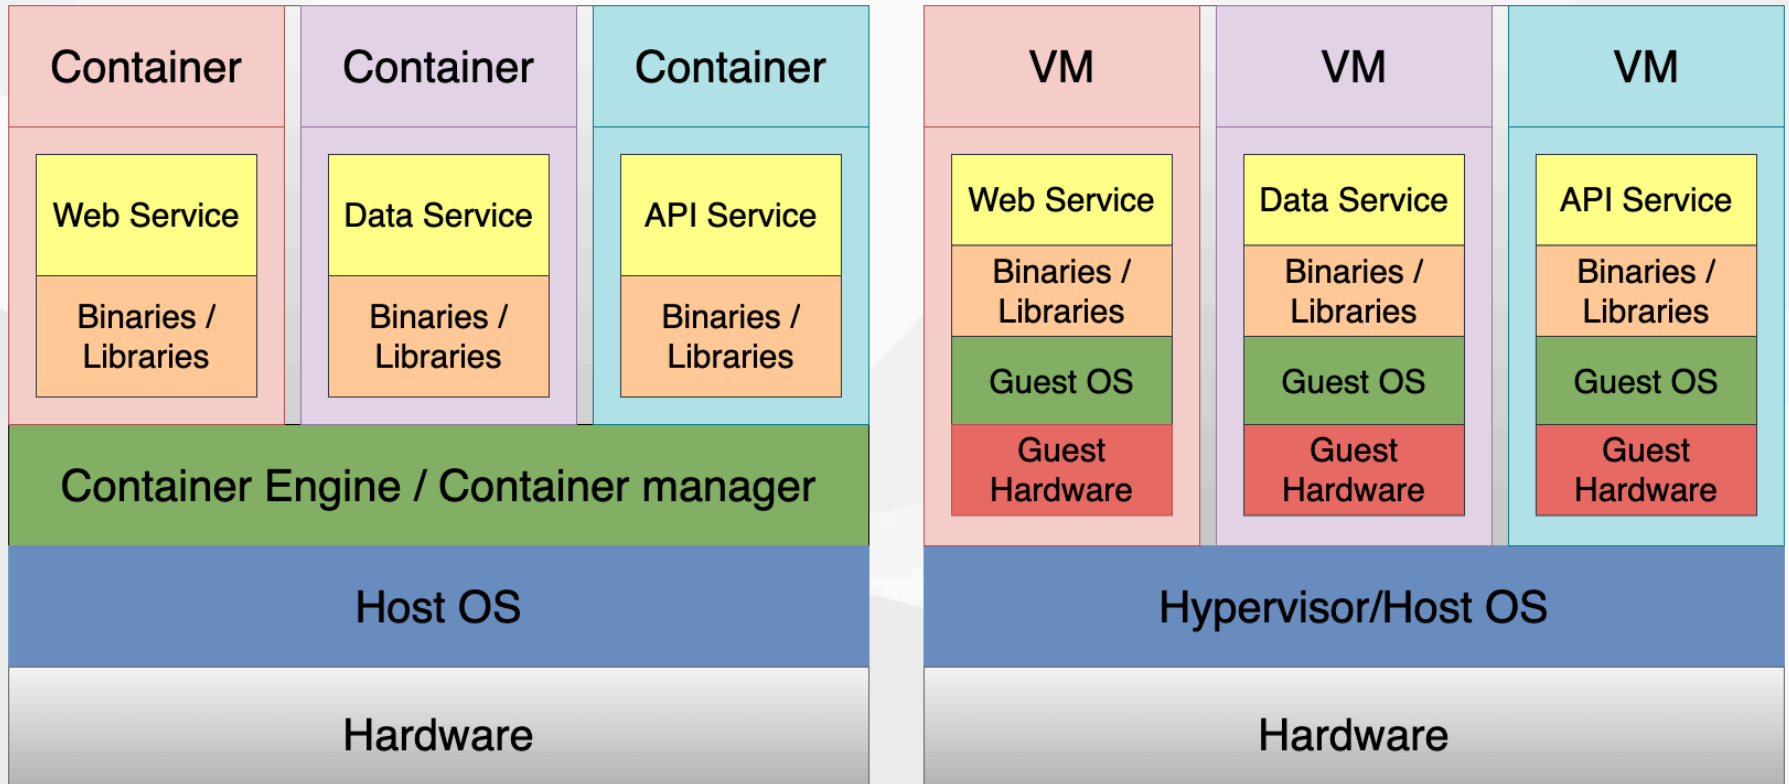 Container
Container
Container
Web Service
Binaries /
Libraries
Data Service
Binaries /
Libraries
API Service
Binaries /
Libraries
Container Engine / Container manager
Host OS
Hardware
VM
VM
VM
Web Service
Binaries /
Libraries
Guest OS
Guest
Hardware
Data Service
Binaries /
Libraries
Guest OS
Guest
Hardware
API Service
Binaries /
Libraries
Guest OS
Guest
Hardware
Hypervisor/Host OS
Hardware